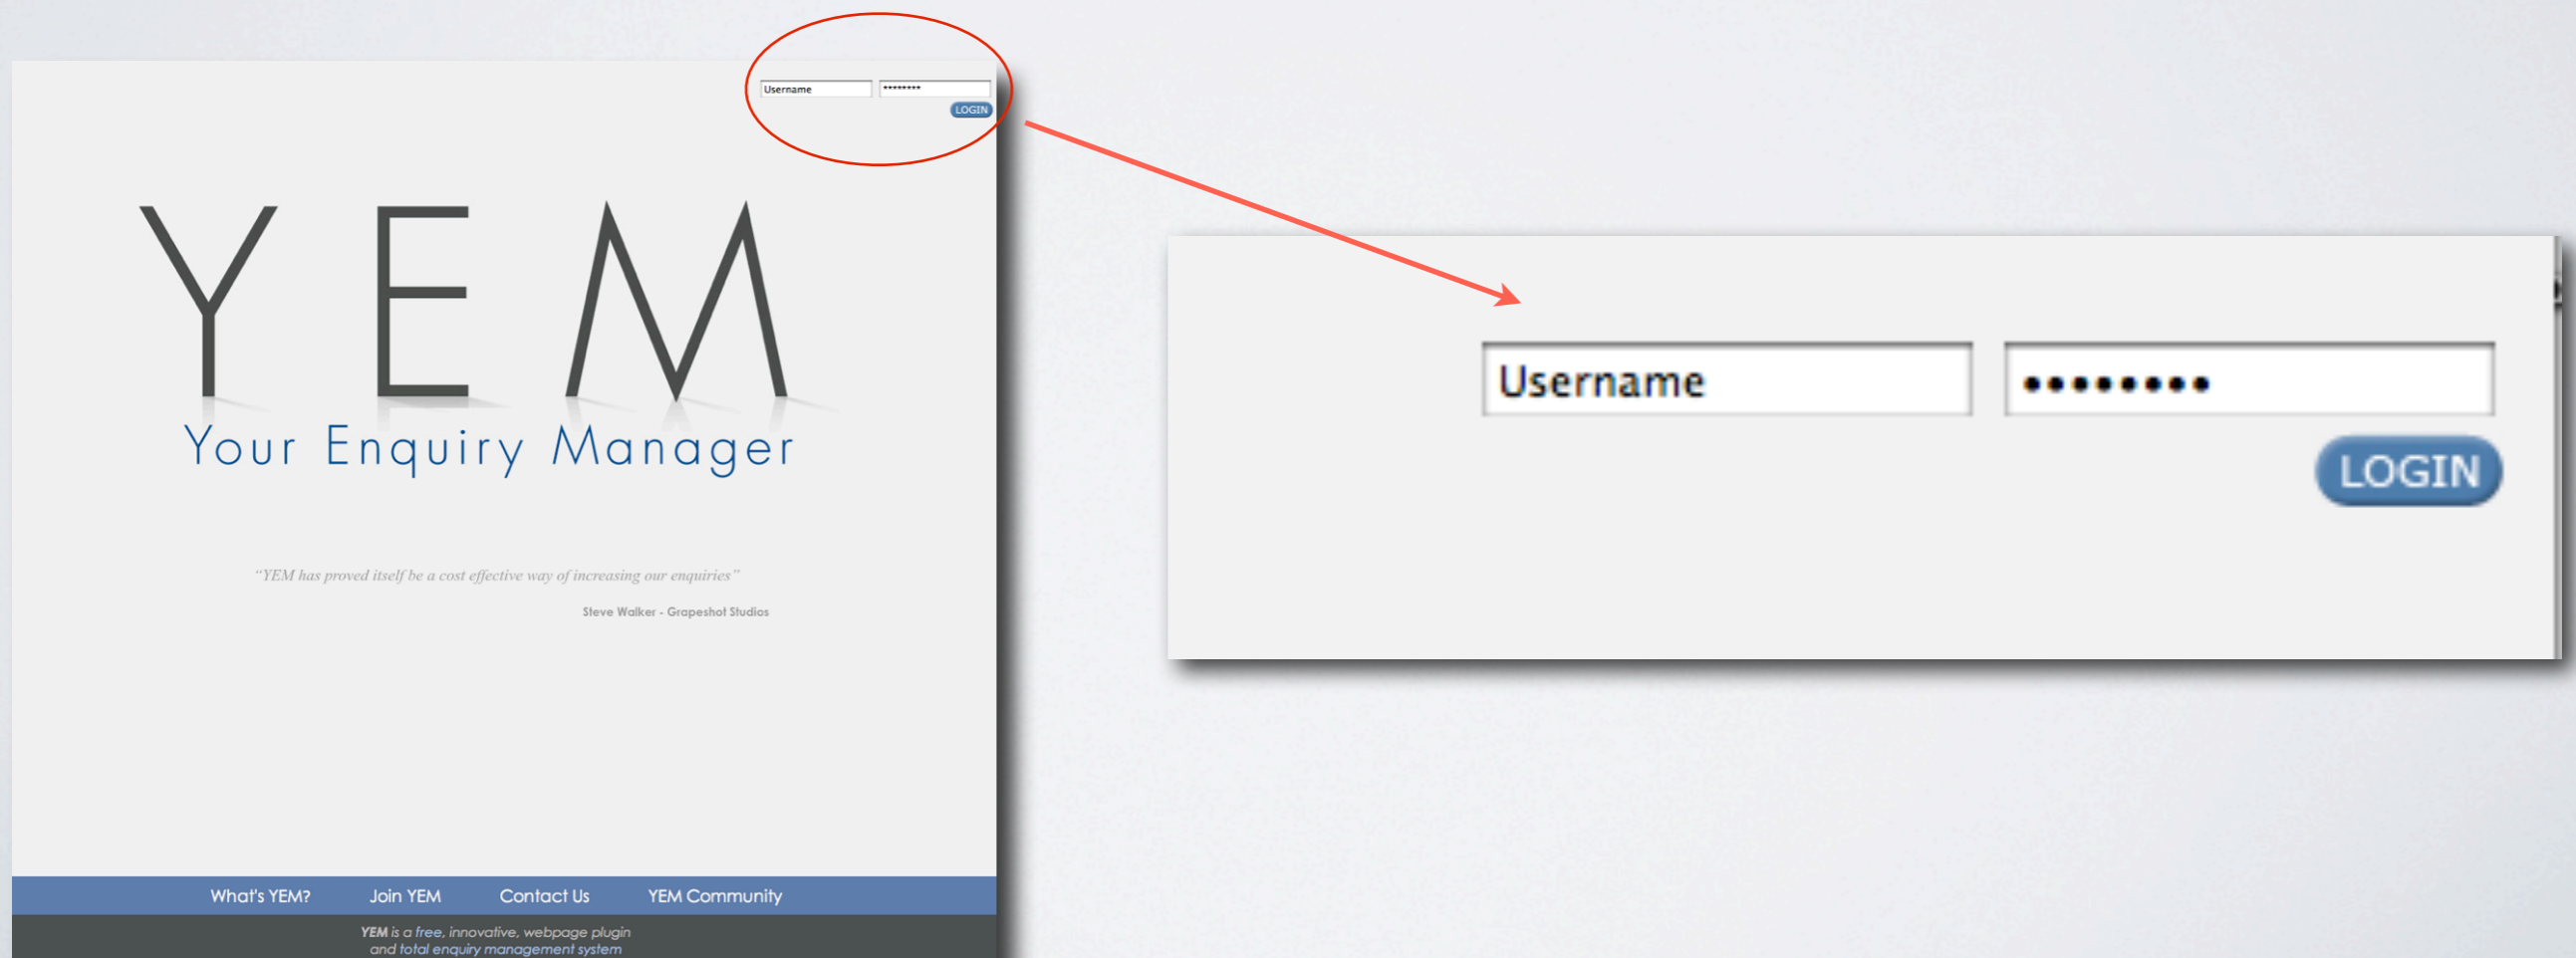 Username ********
LOGIN
YEM
Your Enquiry Manager
“YEM has proved itself be a cost effective way of increasing our enquiries”
Steve Walker - Grapeshot Studios
What's YEM? Join YEM Contact Us YEM Community
YEM is a free, innovative, webpage plugin
and total enquiry management system
Username ••••••••
LOGIN